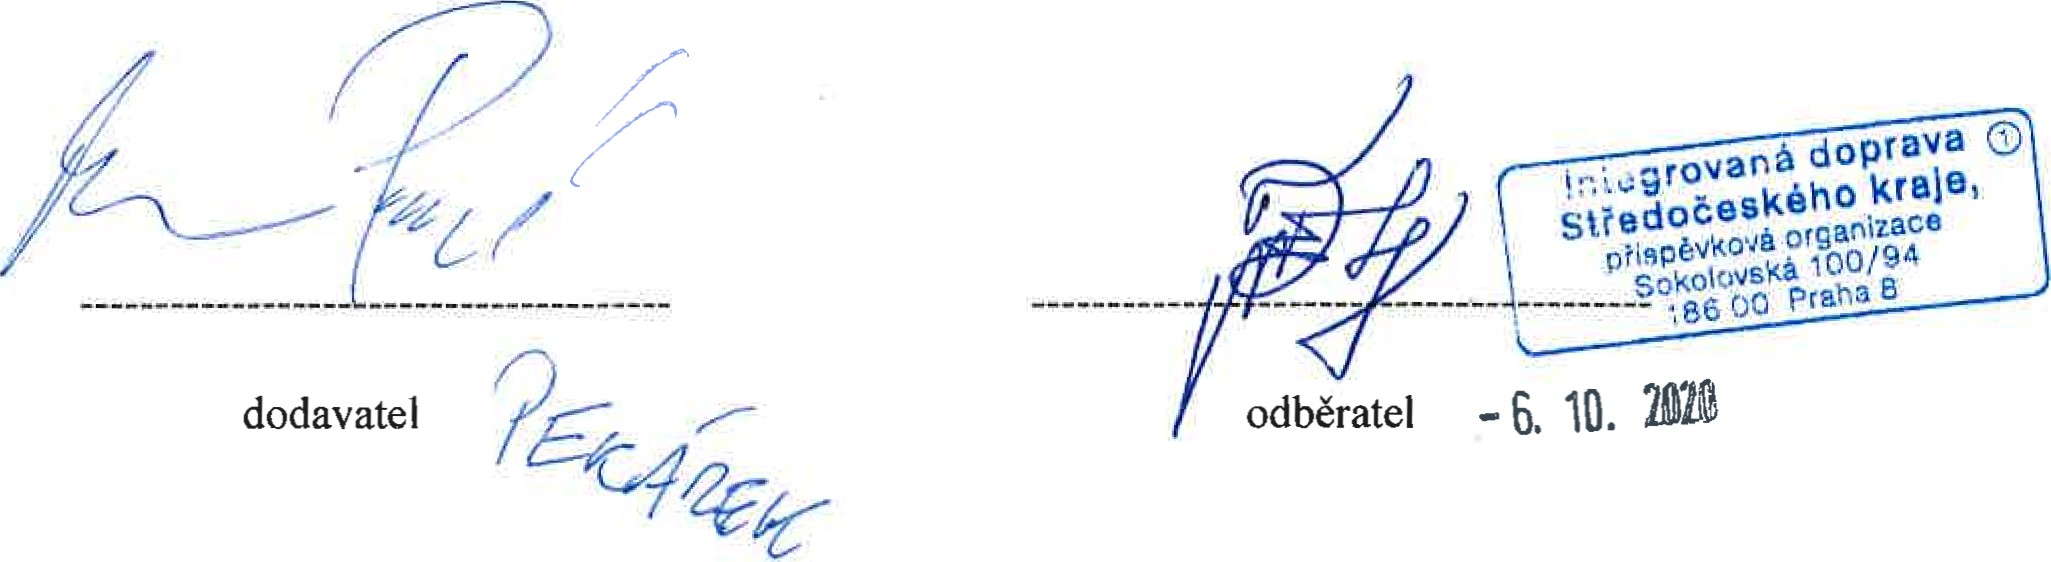 Integrovaná doprava 1
Středočeského kraje,
příspěvková organizace
Sokolovská 100/94
186 00 Praha 8
dodavatel
PEKÁREK
odběratel
- 6. 10. 2020